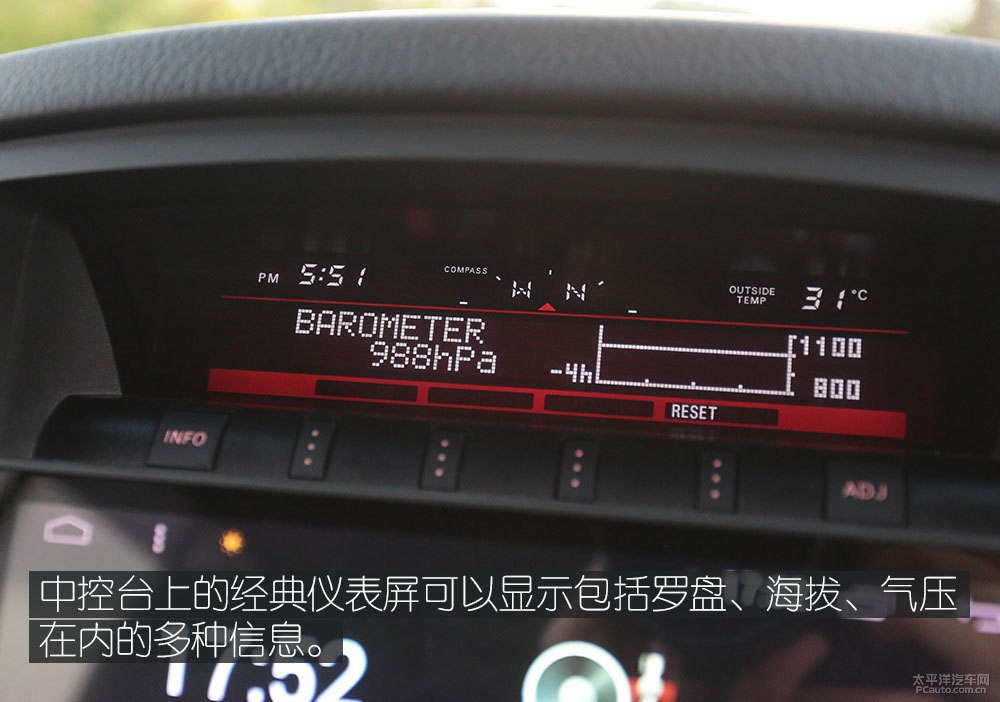 PM 5:51 COMPASS W N OUTSIDE TEMP 31°C
BAROMETER
988hPa
-4h
1100
800
RESET
INFO
ADJ
中控台上的经典仪表屏可以显示包括罗盘、海拔、气压
在内的多种信息。
17:52
太平洋汽车网
PCauto.com.cn